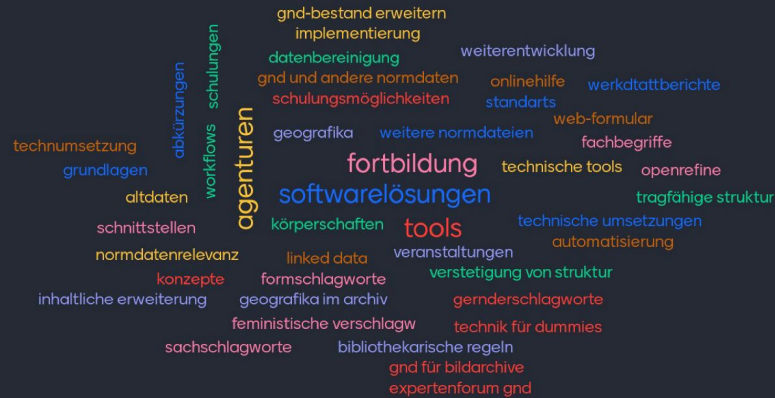 gnd-bestand erweitern
implementierung
datenbereinigung
weiterentwicklung
schulungen
abkürzungen
gnd und andere normdaten
onlinehilfe
werkdtattberichte
schulungsmöglichkeiten
standarts
agenturen
web-formular
workflows
geografika
weitere normdateien
fachbegriffe
technumsetzung
grundlagen
fortbildung
technische tools
openrefine
altdaten
softwarelösungen
tragfähige struktur
schnittstellen
körperschaften
tools
technische umsetzungen
automatisierung
normdatenrelevanz
linked data
veranstaltungen
konzepte
formschlagworte
verstetigung von struktur
inhaltliche erweiterung
geografika im archiv
gernderschlagworte
feministische verschlagw
technik für dummies
sachschlagworte
bibliothekarische regeln
gnd für bildarchive
expertenforum gnd